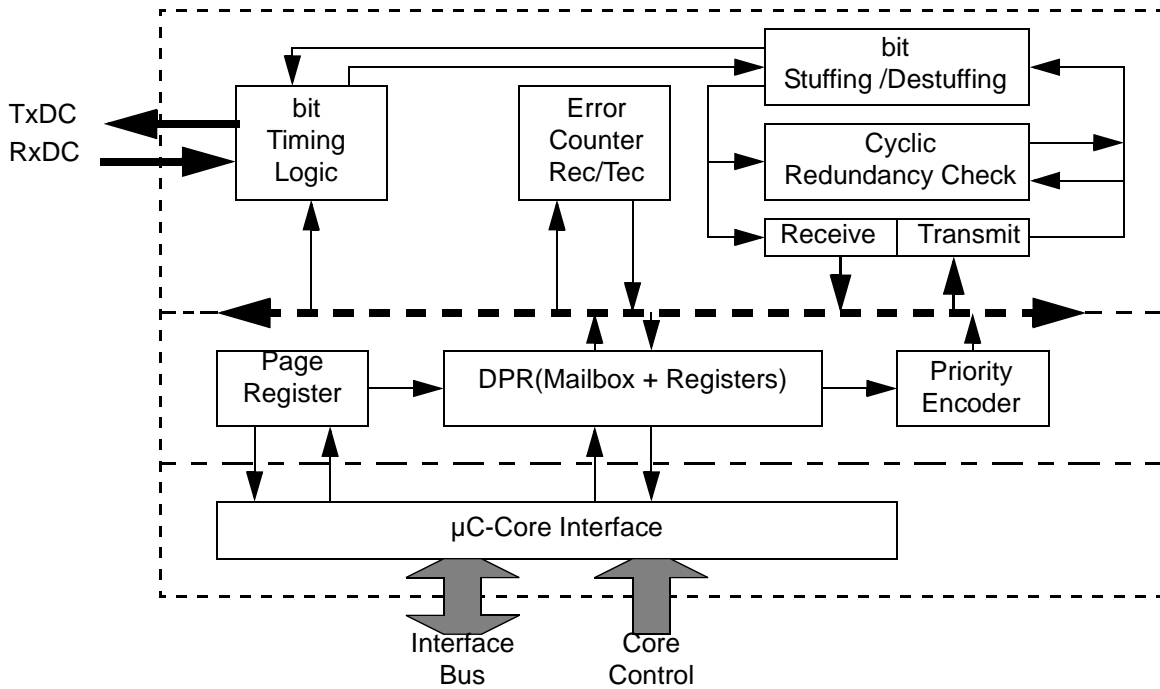 bit
Stuffing /Destuffing
TxDC
RxDC
bit
Timing
Logic
Error
Counter
Rec/Tec
Cyclic
Redundancy Check
Receive
Transmit
Page
Register
DPR(Mailbox + Registers)
Priority
Encoder
µC-Core Interface
Interface
Bus
Core
Control